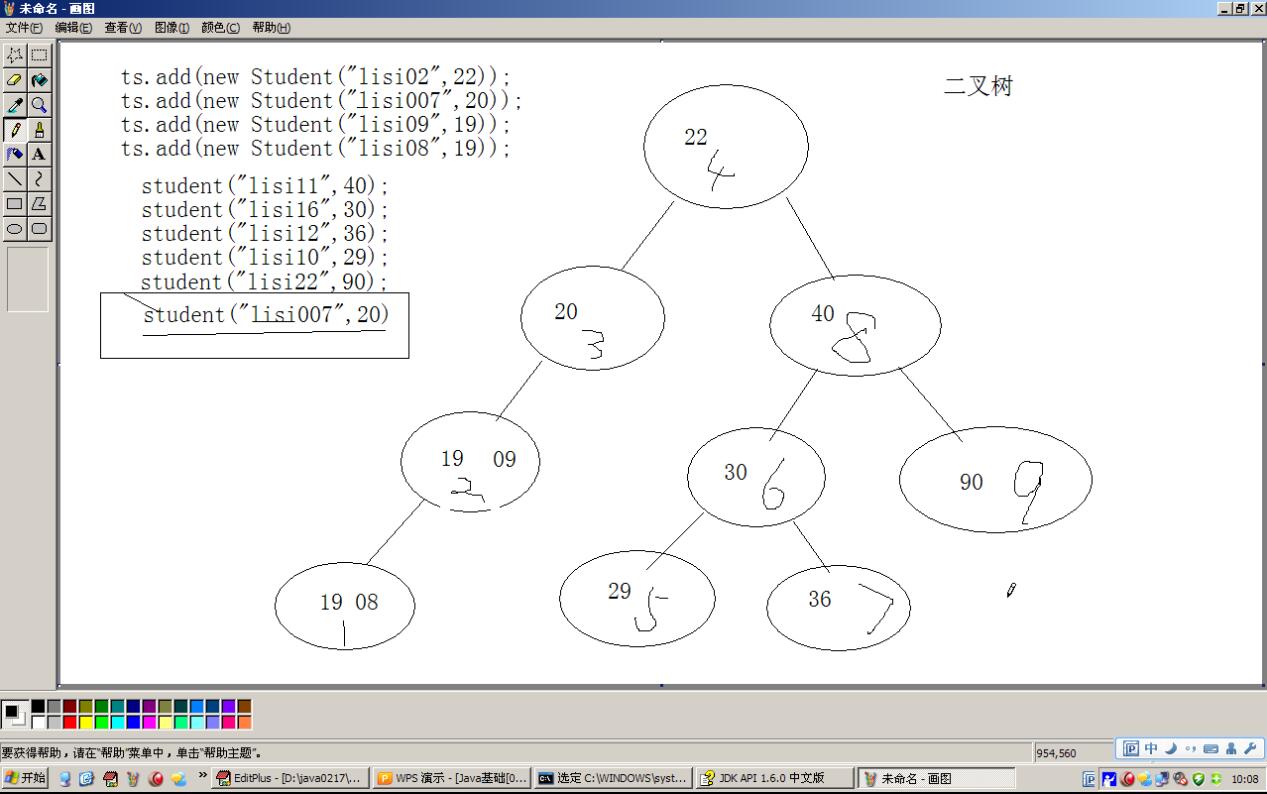 未命名 - 画图
文件(F) 编辑(E) 查看(V) 图像(I) 颜色(C) 帮助(H)
ts.add(new Student("lisi02",22));
ts.add(new Student("lisi007",20));
ts.add(new Student("lisi09",19));
ts.add(new Student("lisi08",19));
二叉树
student("lisi11",40);
student("lisi16",30);
student("lisi12",36);
student("lisi10",29);
student("lisi22",90);
student("lisi007",20)
22
4
20
3
40
8
19 09
2
30 6
90 9
19 08
1
29 5
36 7
要获得帮助，请在“帮助”菜单中，单击“帮助主题”。
954,560
中
开始
EditPlus - [D:\java0217\...
WPS 演示 - [Java基础[0...
选定 C:\WINDOWS\syst...
JDK API 1.6.0 中文版
未命名 - 画图
10:08